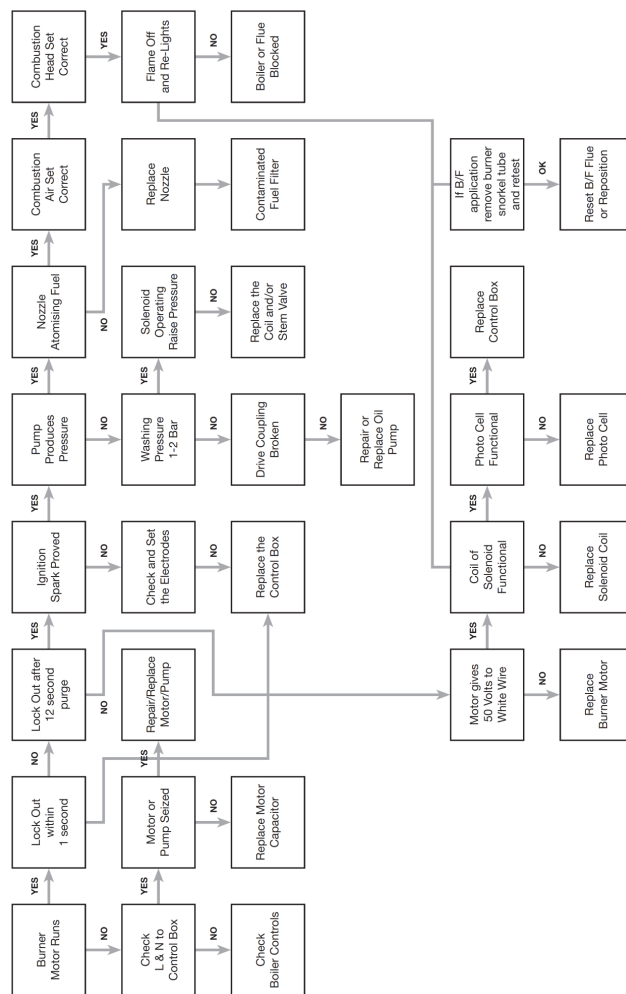 Burner
Motor Runs
YES
Lock Out
within
1 second
NO
Lock Out after
12 second
purge
YES
Ignition
Spark Proved
YES
Pump
Produces
Pressure
YES
Nozzle
Atomising Fuel
YES
Combustion
Air Set
Correct
YES
Combustion
Head Set
Correct
NO
YES
NO
NO
NO
NO
YES
Check
L & N to
Control Box
YES
Motor or
Pump Seized
YES
Repair/Replace
Motor/Pump
Check and Set
the Electrodes
Washing
Pressure
1-2 Bar
YES
Solenoid
Operating
Raise Pressure
Replace
Nozzle
Flame Off
and Re-Lights
NO
NO
NO
NO
NO
NO
Check
Boiler Controls
Replace Motor
Capacitor
Replace the
Control Box
Drive Coupling
Broken
Replace the
Coil and/or
Stem Valve
Contaminated
Fuel Filter
Boiler or Flue
Blocked
NO
Repair or
Replace Oil
Pump
Motor gives
50 Volts to
White Wire
YES
Coil of
Solenoid
Functional
YES
Photo Cell
Functional
YES
Replace
Control Box
If B/F
application
remove burner
snorkel tube
and retest
NO
NO
NO
OK
Replace
Burner Motor
Replace
Solenoid Coil
Replace
Photo Cell
Reset B/F Flue
or Reposition